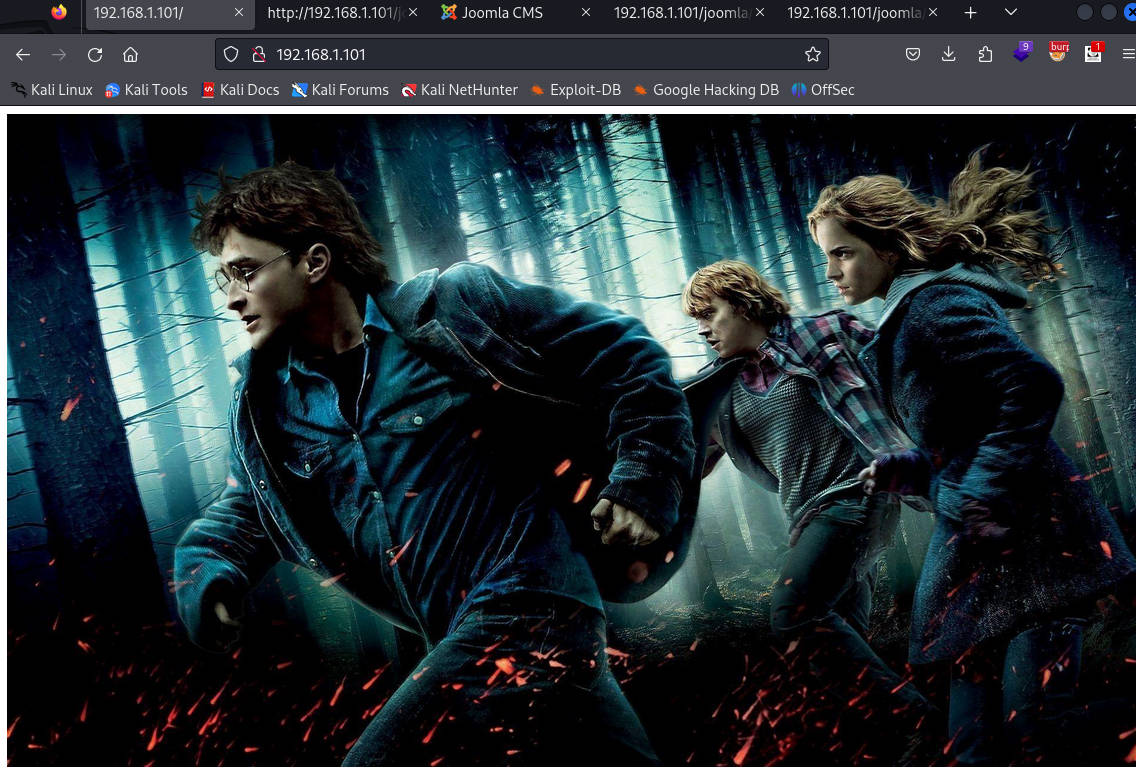 192.168.1.101/
http://192.168.1.101/j
Joomla CMS
192.168.1.101/joomla/
192.168.1.101/joomla/
192.168.1.101
9
burp
1
Kali Linux
Kali Tools
Kali Docs
Kali Forums
Kali NetHunter
Exploit-DB
Google Hacking DB
OffSec